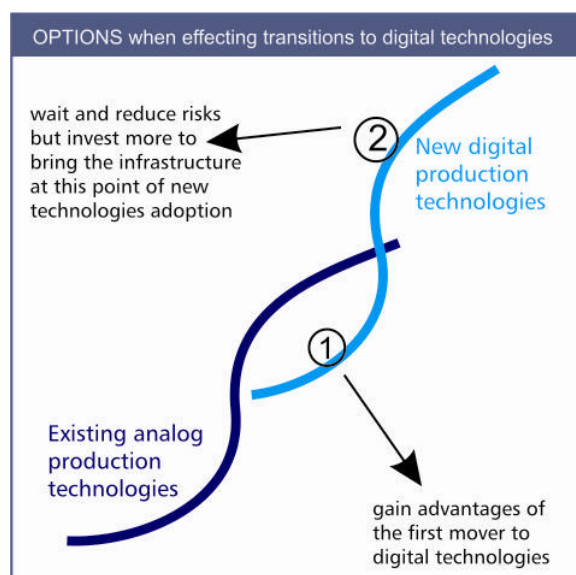 OPTIONS when effecting transitions to digital technologies
wait and reduce risks
but invest more to
bring the infrastructure
at this point of new
technologies adoption
2
New digital
production
technologies
1
Existing analog
production
technologies
gain advantages of
the first mover to
digital technologies